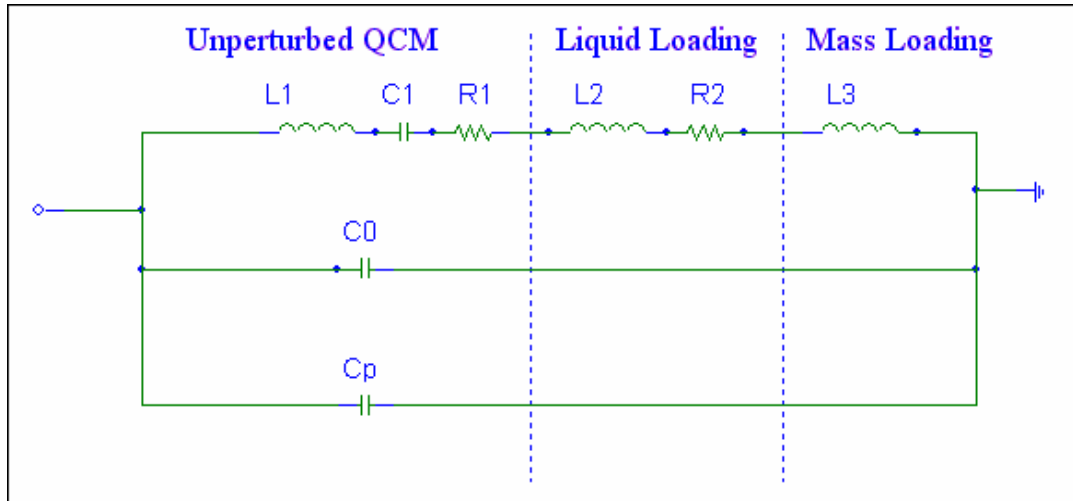 Unperturbed QCM Liquid Loading Mass Loading
L1 C1 R1 L2 R2 L3
C0
Cp